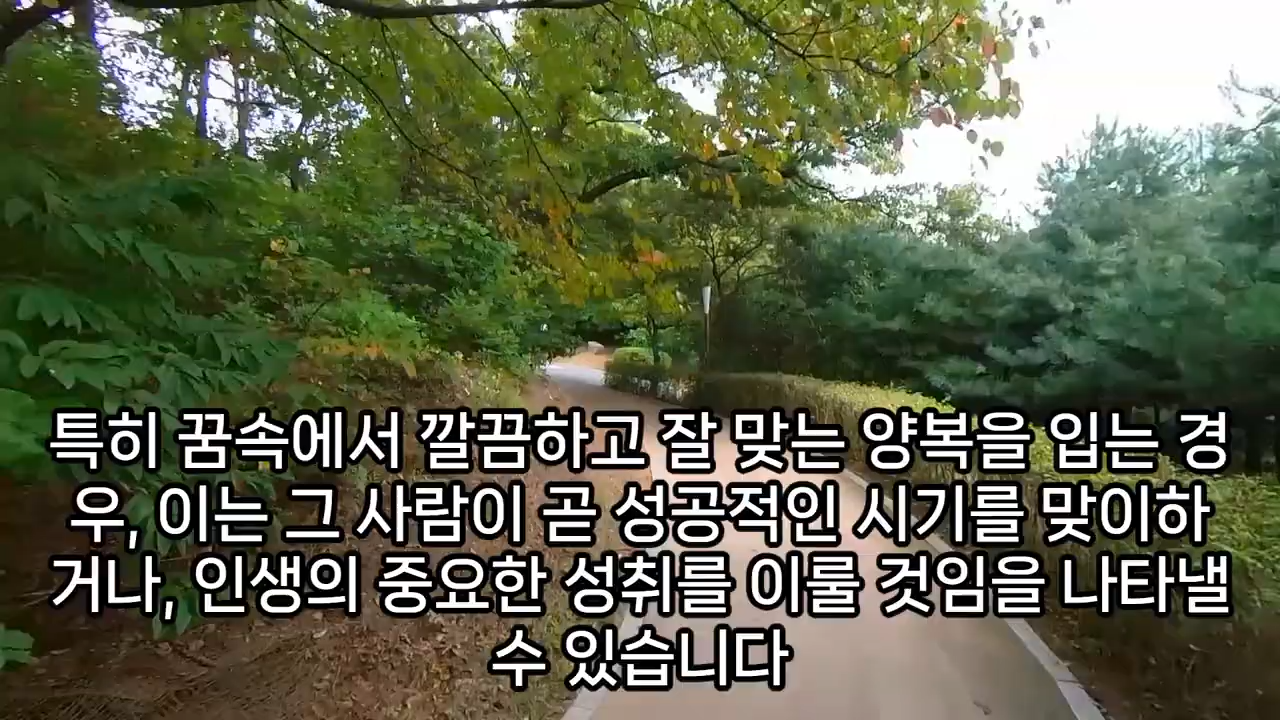 특히 꿈속에서 깔끔하고 잘 맞는 양복을 입는 경
우, 이는 그 사람이 곧 성공적인 시기를 맞이하
거나, 인생의 중요한 성취를 이룰 것임을 나타낼
수 있습니다